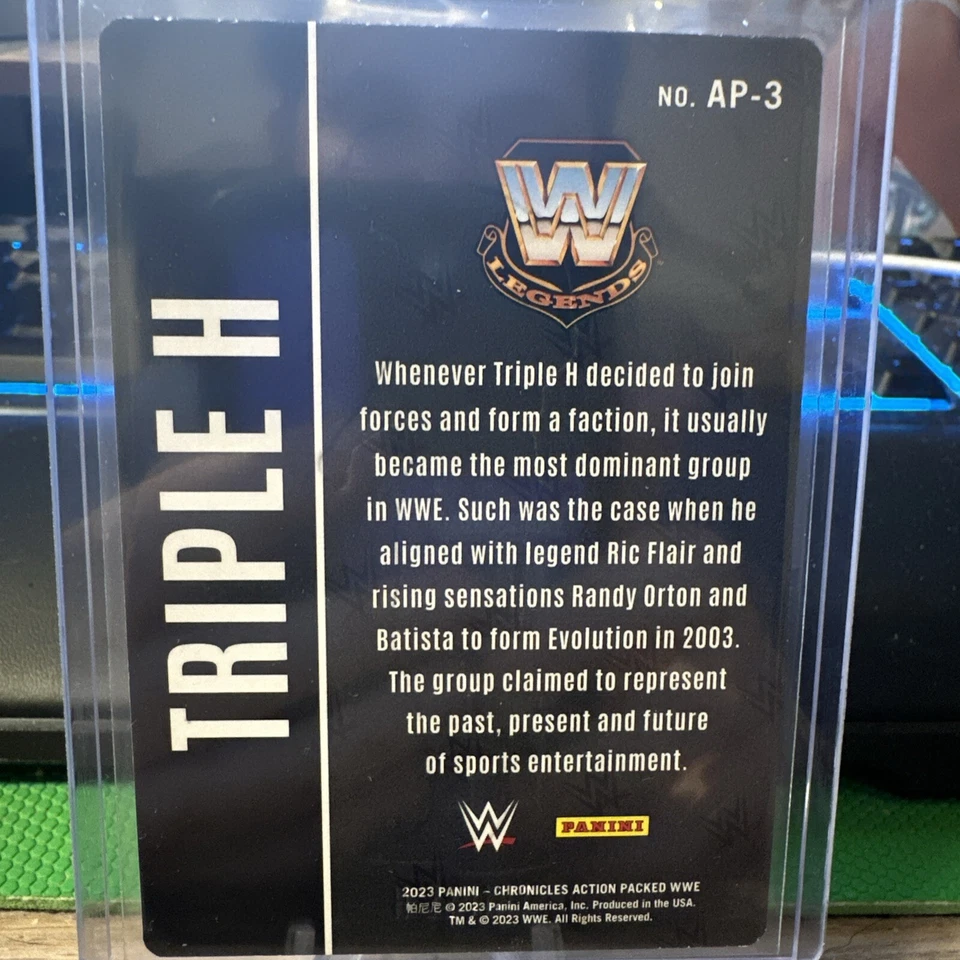 NO. AP-3
W
LEGENDS
TRIPLE H
Whenever Triple H decided to join
forces and form a faction, it usually
became the most dominant group
in WWE. Such was the case when he
aligned with legend Ric Flair and
rising sensations Randy Orton and
Batista to form Evolution in 2003.
The group claimed to represent
the past, present and future
of sports entertainment.
W
PANINI
2023 PANINI – CHRONICLES ACTION PACKED WWE
帕尼尼 © 2023 Panini America, Inc. Produced in the USA.
TM & © 2023 WWE. All Rights Reserved.